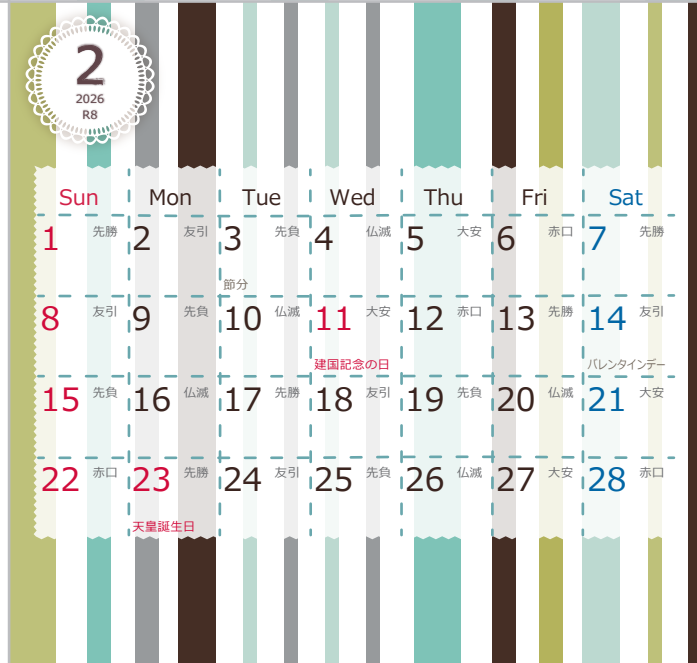 2
2026
R8
Sun Mon Tue Wed Thu Fri Sat
1 先勝 2 友引 3 先負 4 仏滅 5 大安 6 赤口 7 先勝
節分
8 友引 9 先負 10 仏滅 11 大安 12 赤口 13 先勝 14 友引
建国記念の日 バレンタインデー
15 先負 16 仏滅 17 先勝 18 友引 19 先負 20 仏滅 21 大安
22 赤口 23 先勝 24 友引 25 先負 26 仏滅 27 大安 28 赤口
天皇誕生日